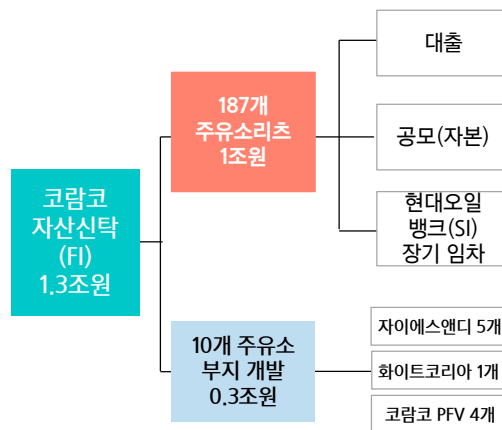 코람코
자산신탁
(FI)
1.3조원
187개
주유소리츠
1조원
대출
공모(자본)
현대오일
뱅크(SI)
장기 임차
10개 주유소
부지 개발
0.3조원
자이에스앤디 5개
화이트코리아 1개
코람코 PFV 4개